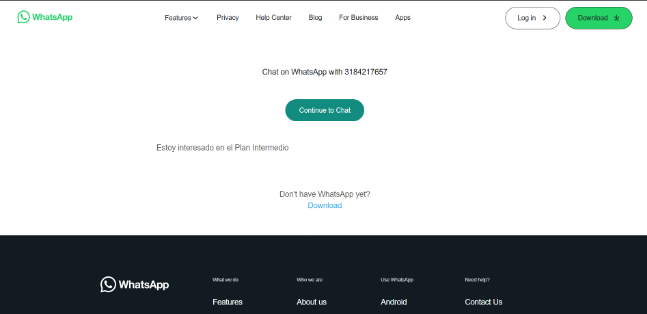 WhatsApp
Features
Privacy
Help Center
Blog
For Business
Apps
Log in
Download
Chat on WhatsApp with 3184217657
Continue to Chat
Estoy interesado en el Plan Intermedio
Don't have WhatsApp yet?
Download
WhatsApp
What we do
Who we are
Use WhatsApp
Need help?
Features
About us
Android
Contact Us